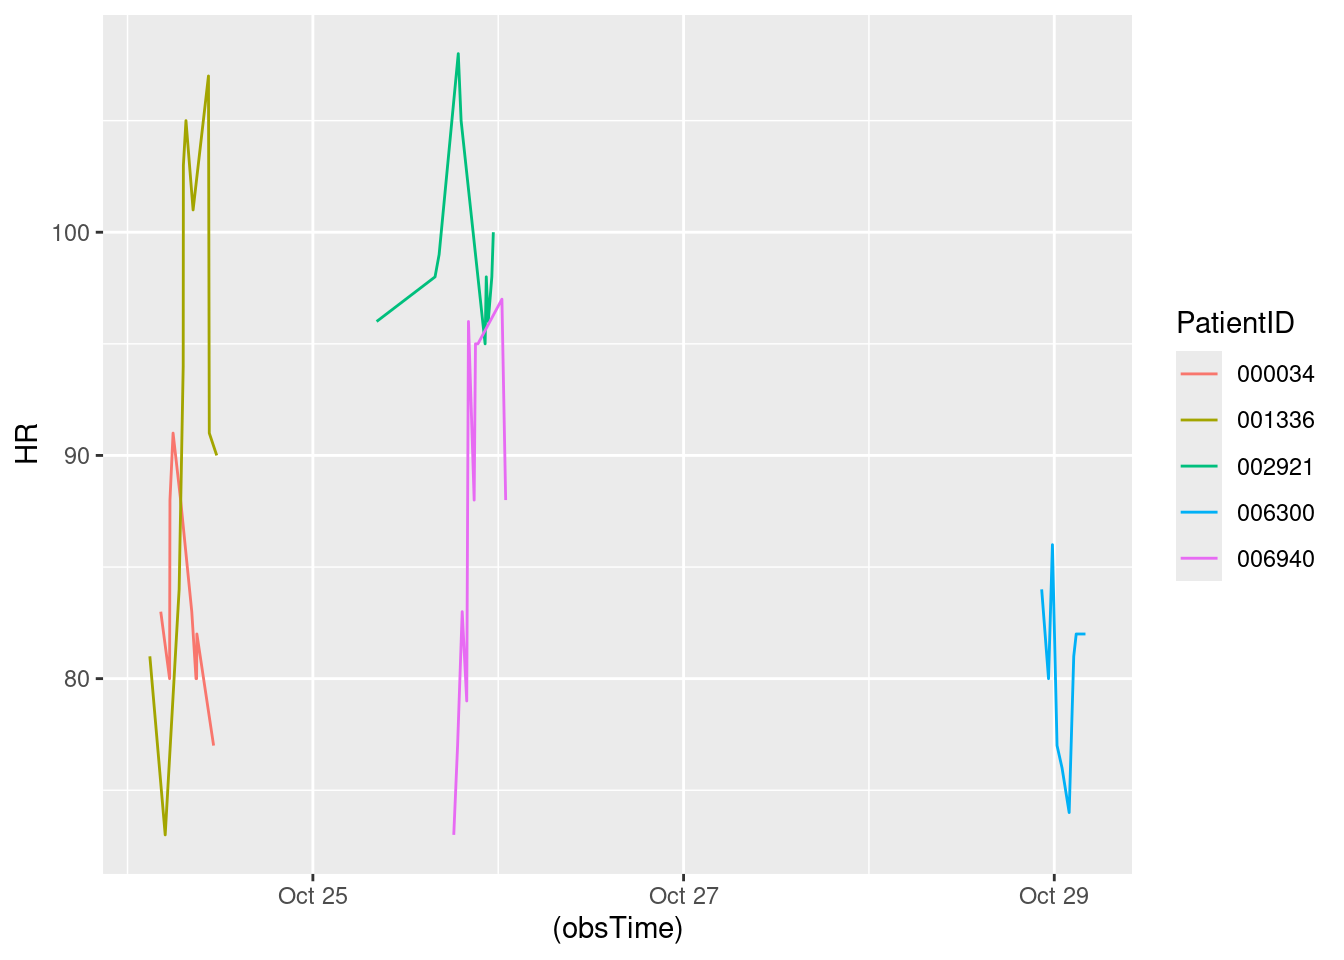 HR
100
90
80
Oct 25
Oct 27
Oct 29
(obsTime)
PatientID
000034
001336
002921
006300
006940